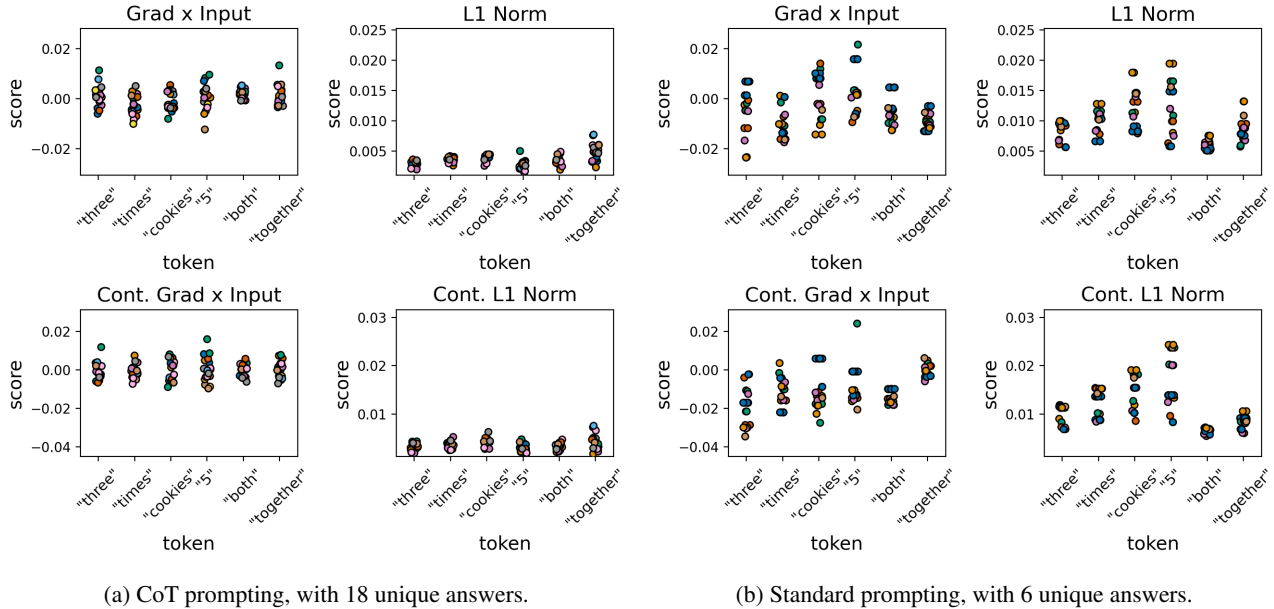 Grad x Input
score
0.02
0.00
−0.02
"three"
"times"
"cookies"
"5"
"both"
"together"
token
L1 Norm
score
0.025
0.020
0.015
0.010
0.005
"three"
"times"
"cookies"
"5"
"both"
"together"
token
Cont. Grad x Input
score
0.02
0.00
−0.02
−0.04
"three"
"times"
"cookies"
"5"
"both"
"together"
token
Cont. L1 Norm
score
0.03
0.02
0.01
"three"
"times"
"cookies"
"5"
"both"
"together"
token
(a) CoT prompting, with 18 unique answers.
Grad x Input
score
0.02
0.00
−0.02
"three"
"times"
"cookies"
"5"
"both"
"together"
token
L1 Norm
score
0.025
0.020
0.015
0.010
0.005
"three"
"times"
"cookies"
"5"
"both"
"together"
token
Cont. Grad x Input
score
0.02
0.00
−0.02
−0.04
"three"
"times"
"cookies"
"5"
"both"
"together"
token
Cont. L1 Norm
score
0.03
0.02
0.01
"three"
"times"
"cookies"
"5"
"both"
"together"
token
(b) Standard prompting, with 6 unique answers.